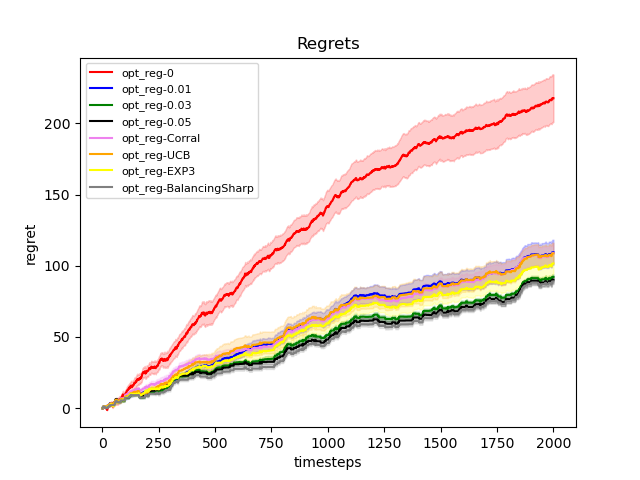 Regrets
opt_reg-0
opt_reg-0.01
opt_reg-0.03
opt_reg-0.05
opt_reg-Corral
opt_reg-UCB
opt_reg-EXP3
opt_reg-BalancingSharp
200
150
100
50
0
regret
0 250 500 750 1000 1250 1500 1750 2000
timesteps